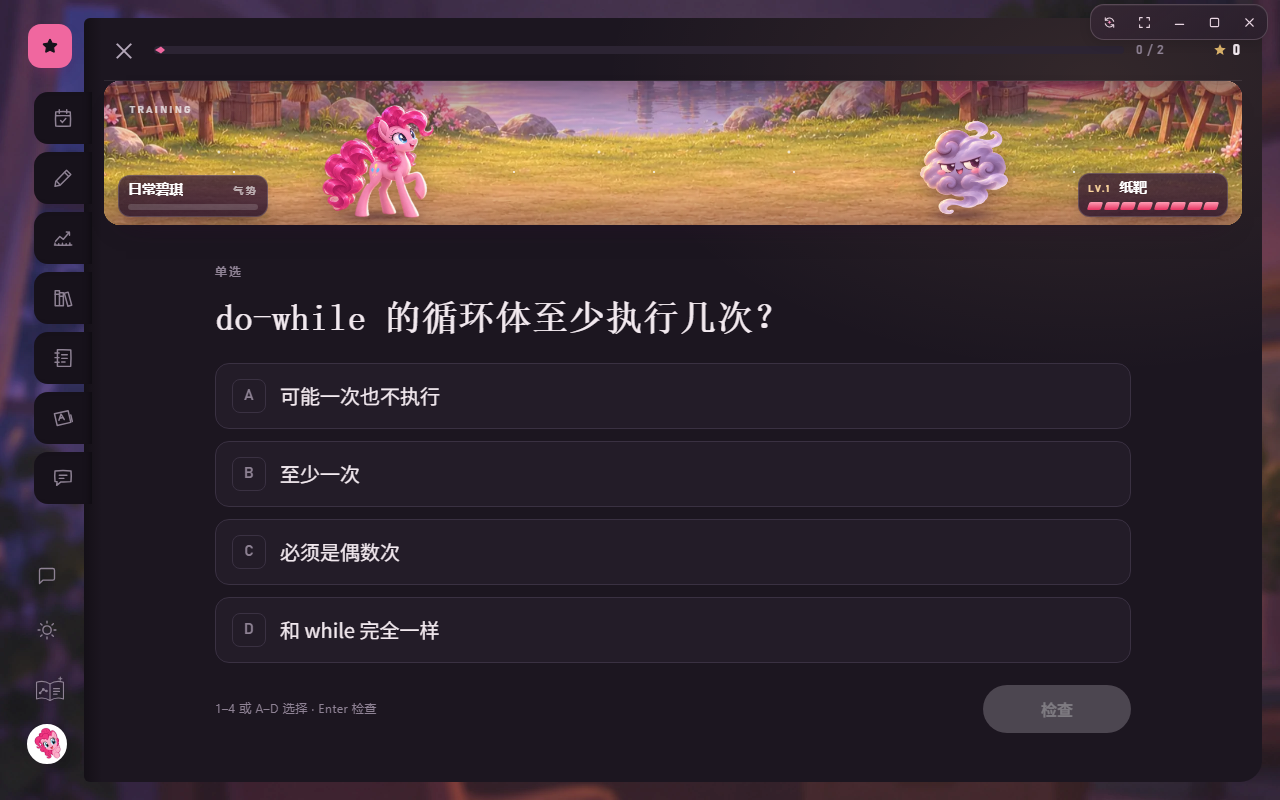 0 / 2
0
TRAINING
日常碧琪 气势
LV.1 纸靶
单选
do-while 的循环体至少执行几次？
A 可能一次也不执行
B 至少一次
C 必须是偶数次
D 和 while 完全一样
1–4 或 A–D 选择 · Enter 检查
检查